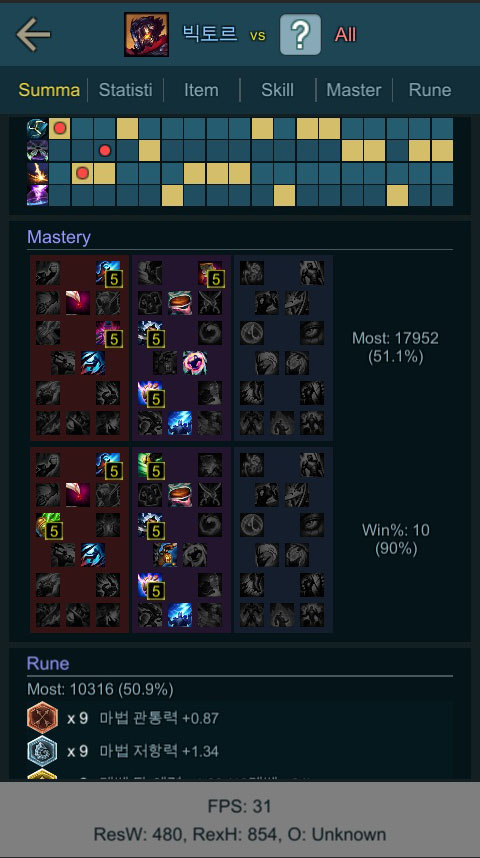 빅토르 vs ? All
Summa Statisti Item Skill Master Rune
Mastery
5 5
5 5
5
Most: 17952
(51.1%)
5 5
5 5
5
Win%: 10
(90%)
Rune
Most: 10316 (50.9%)
x 9 마법 관통력 +0.87
x 9 마법 저항력 +1.34
FPS: 31
ResW: 480, RexH: 854, O: Unknown